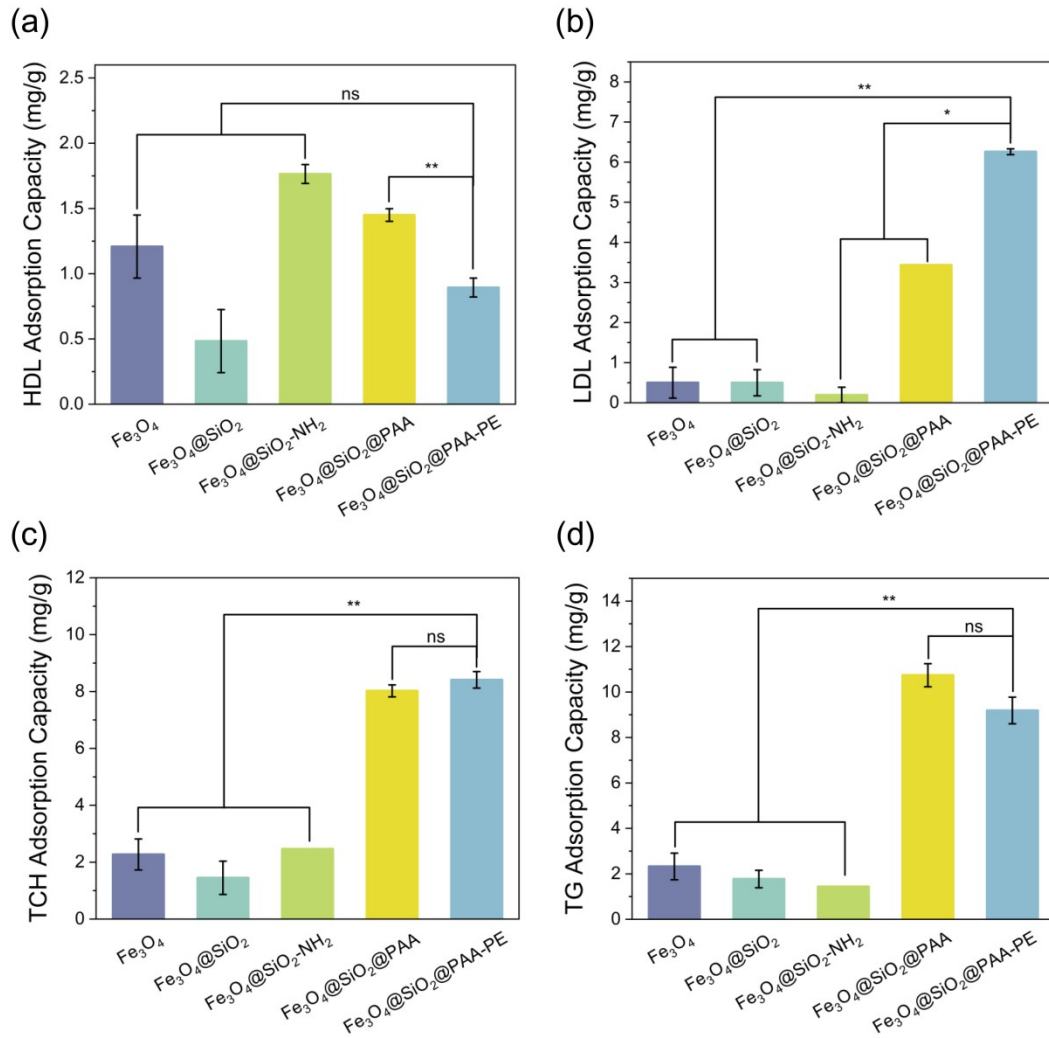 (a)
HDL Adsorption Capacity (mg/g)
2.5
2.0
1.5
1.0
0.5
0.0
ns
**
Fe₃O₄
Fe₃O₄@SiO₂
Fe₃O₄@SiO₂-NH₂
Fe₃O₄@SiO₂@PAA
Fe₃O₄@SiO₂@PAA-PE
(b)
LDL Adsorption Capacity (mg/g)
8
7
6
5
4
3
2
1
0
**
*
Fe₃O₄
Fe₃O₄@SiO₂
Fe₃O₄@SiO₂-NH₂
Fe₃O₄@SiO₂@PAA
Fe₃O₄@SiO₂@PAA-PE
(c)
TCH Adsorption Capacity (mg/g)
12
10
8
6
4
2
0
**
ns
Fe₃O₄
Fe₃O₄@SiO₂
Fe₃O₄@SiO₂-NH₂
Fe₃O₄@SiO₂@PAA
Fe₃O₄@SiO₂@PAA-PE
(d)
TG Adsorption Capacity (mg/g)
14
12
10
8
6
4
2
0
**
ns
Fe₃O₄
Fe₃O₄@SiO₂
Fe₃O₄@SiO₂-NH₂
Fe₃O₄@SiO₂@PAA
Fe₃O₄@SiO₂@PAA-PE